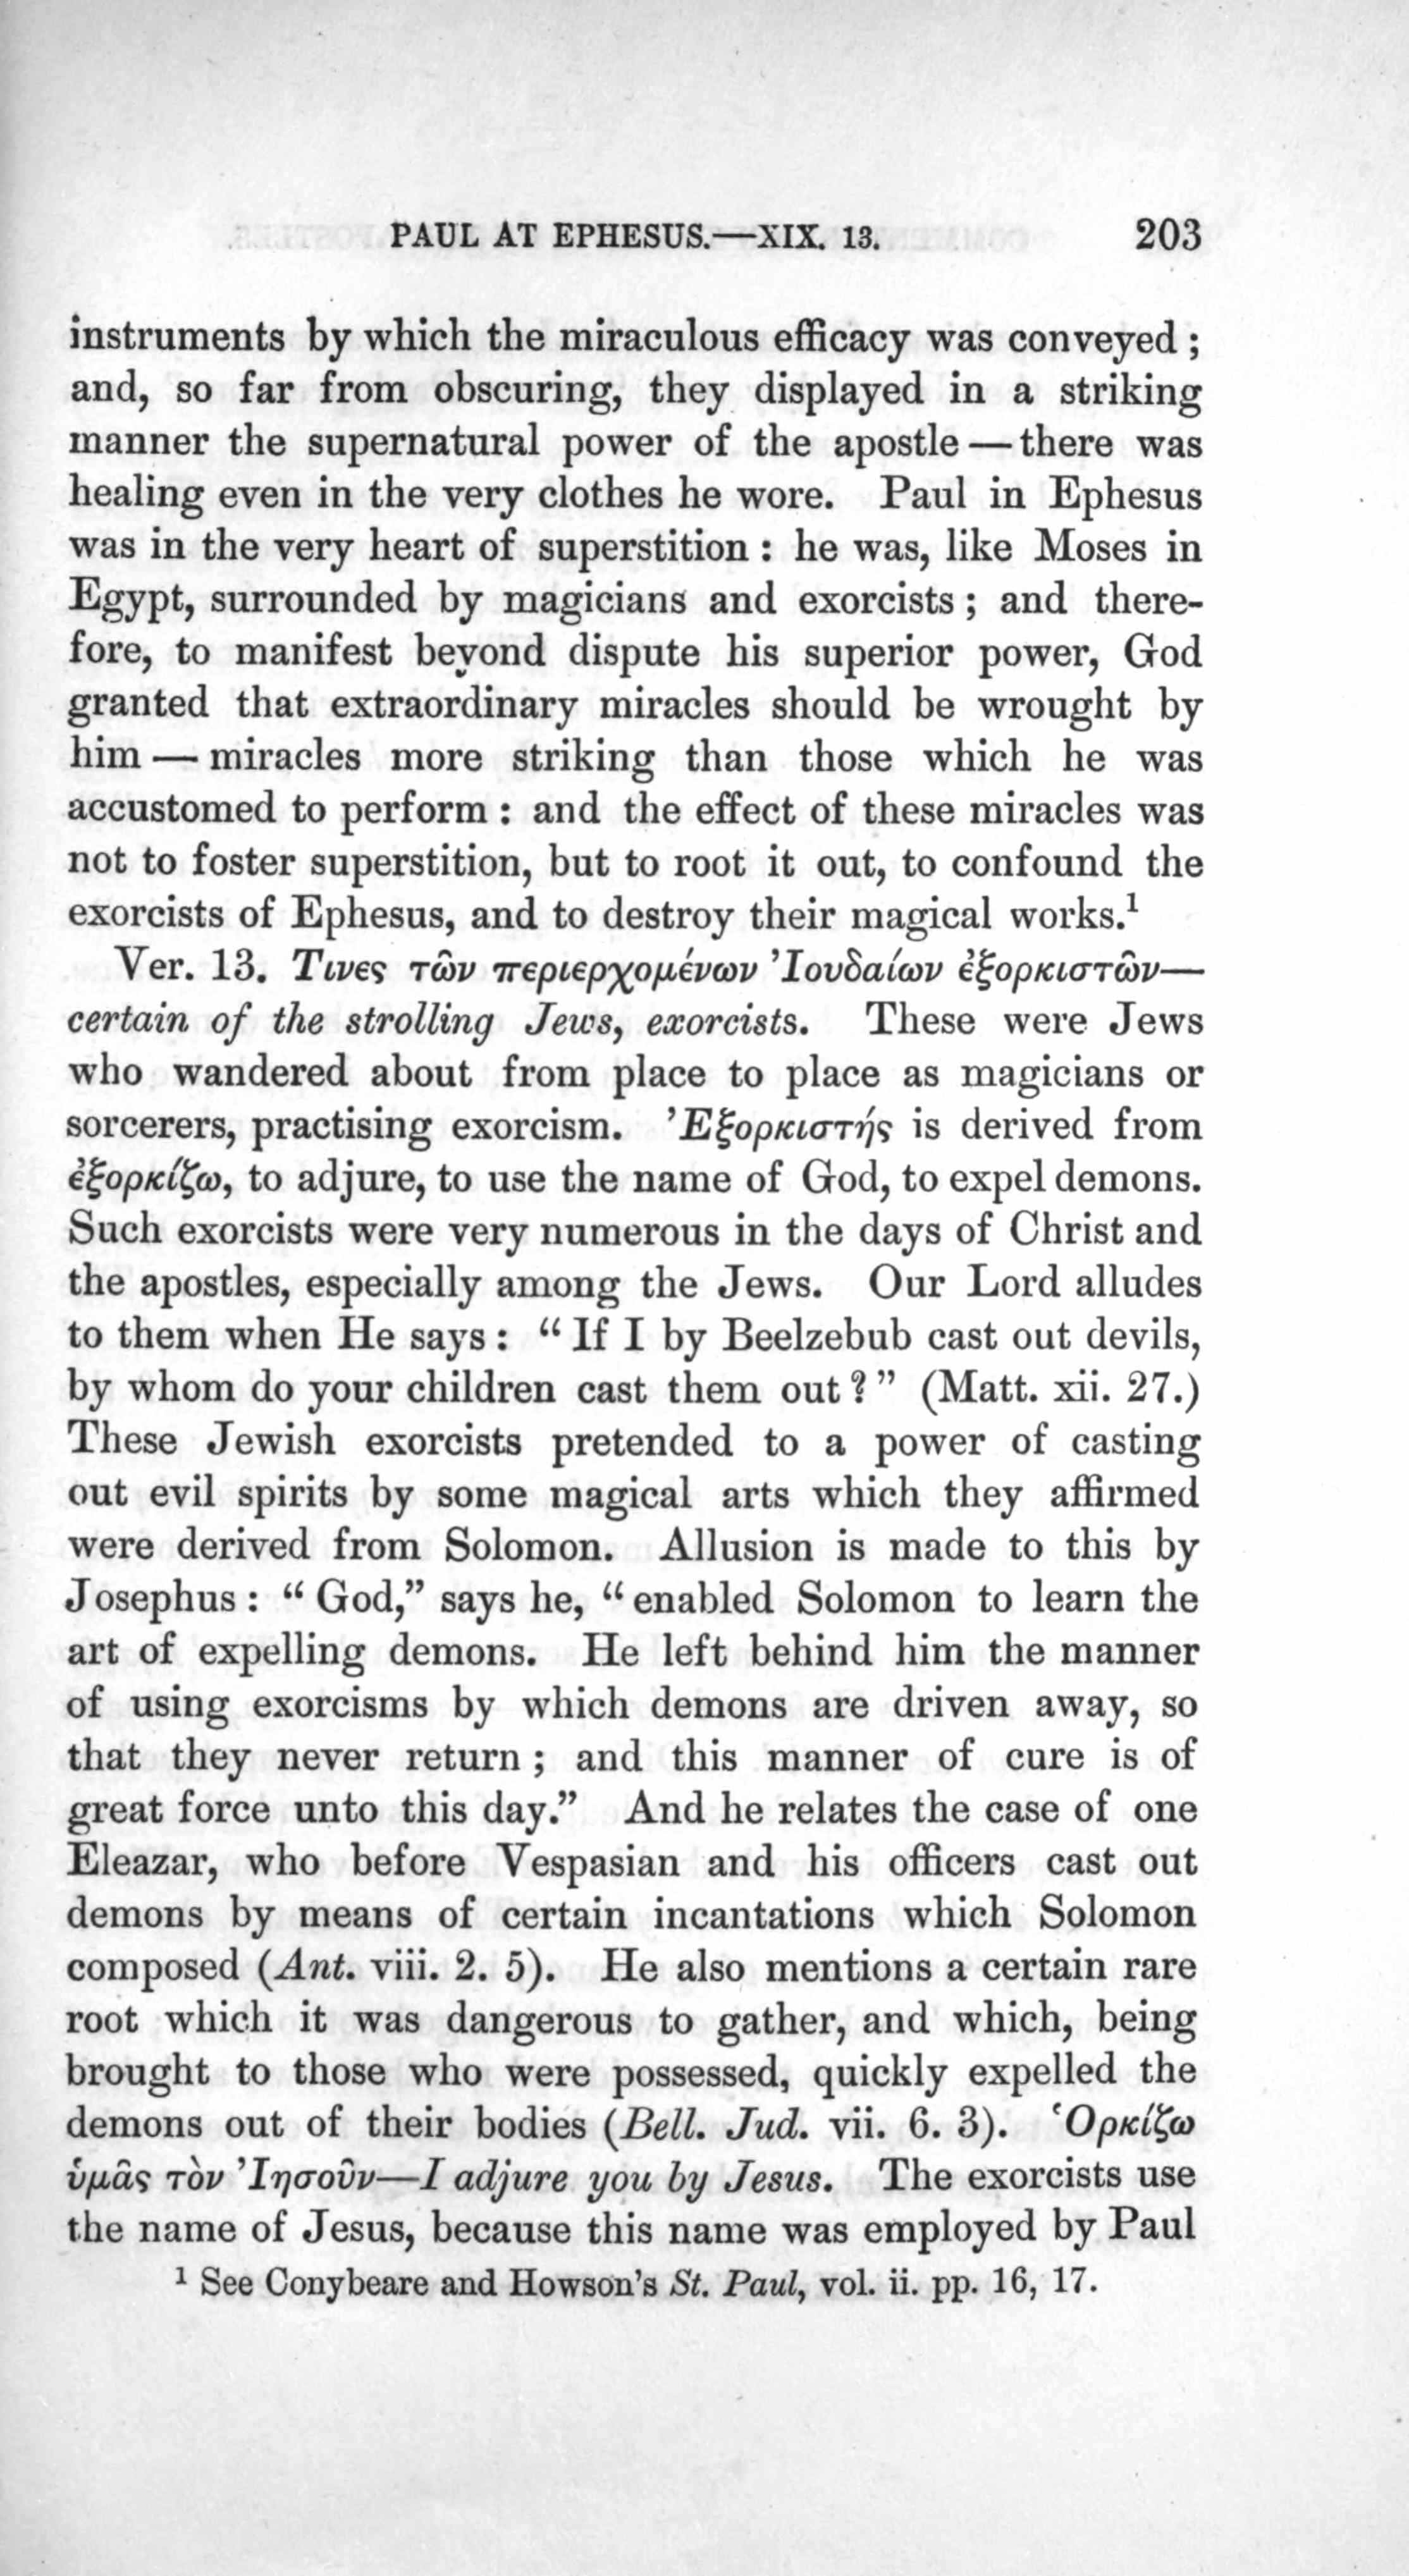 PAUL AT EPHESUS.—XIX. 13. 203
instruments by which the miraculous efficacy was conveyed ;
and, so far from obscuring, they displayed in a striking
manner the supernatural power of the apostle — there was
healing even in the very clothes he wore. Paul in Ephesus
was in the very heart of superstition : he was, like Moses in
Egypt, surrounded by magicians and exorcists ; and there-
fore, to manifest beyond dispute his superior power, God
granted that extraordinary miracles should be wrought by
him — miracles more striking than those which he was
accustomed to perform : and the effect of these miracles was
not to foster superstition, but to root it out, to confound the
exorcists of Ephesus, and to destroy their magical works.¹
Ver. 13. Τινες τῶν περιερχομένων Ἰουδαίων ἐξορκιστῶν—
certain of the strolling Jews, exorcists. These were Jews
who wandered about from place to place as magicians or
sorcerers, practising exorcism. Ἐξορκιστής is derived from
ἐξορκίζω, to adjure, to use the name of God, to expel demons.
Such exorcists were very numerous in the days of Christ and
the apostles, especially among the Jews. Our Lord alludes
to them when He says : “ If I by Beelzebub cast out devils,
by whom do your children cast them out ? ” (Matt. xii. 27.)
These Jewish exorcists pretended to a power of casting
out evil spirits by some magical arts which they affirmed
were derived from Solomon. Allusion is made to this by
Josephus : “ God,” says he, “ enabled Solomon to learn the
art of expelling demons. He left behind him the manner
of using exorcisms by which demons are driven away, so
that they never return ; and this manner of cure is of
great force unto this day.” And he relates the case of one
Eleazar, who before Vespasian and his officers cast out
demons by means of certain incantations which Solomon
composed (Ant. viii. 2. 5). He also mentions a certain rare
root which it was dangerous to gather, and which, being
brought to those who were possessed, quickly expelled the
demons out of their bodies (Bell. Jud. vii. 6. 3). Ὁρκίζω
ὑμᾶς τὸν Ἰησοῦν—I adjure you by Jesus. The exorcists use
the name of Jesus, because this name was employed by Paul
¹ See Conybeare and Howson's St. Paul, vol. ii. pp. 16, 17.